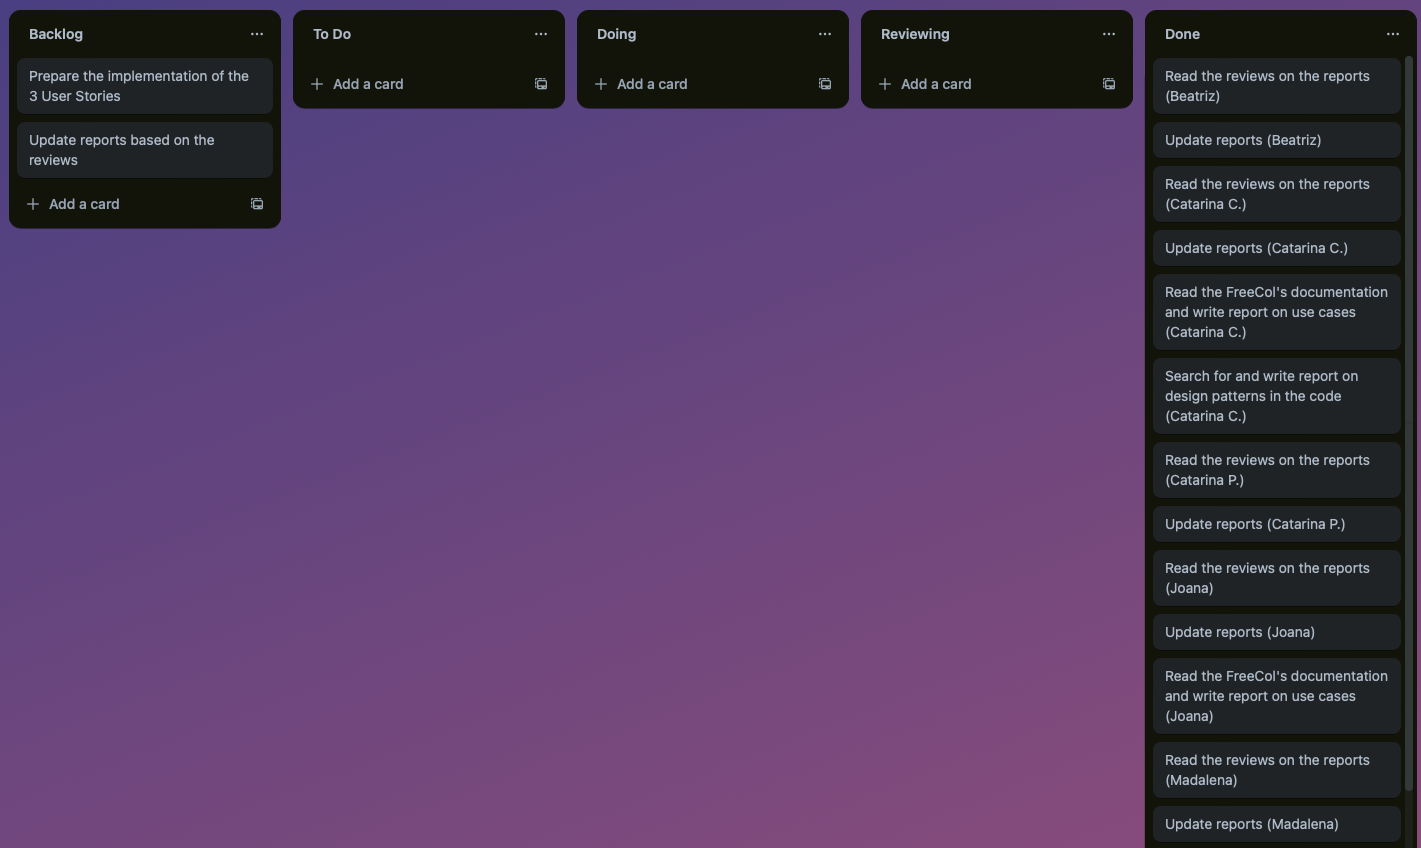 Backlog
Prepare the implementation of the
3 User Stories
Update reports based on the
reviews
Add a card
To Do
Add a card
Doing
Add a card
Reviewing
Add a card
Done
Read the reviews on the reports
(Beatriz)
Update reports (Beatriz)
Read the reviews on the reports
(Catarina C.)
Update reports (Catarina C.)
Read the FreeCol's documentation
and write report on use cases
(Catarina C.)
Search for and write report on
design patterns in the code
(Catarina C.)
Read the reviews on the reports
(Catarina P.)
Update reports (Catarina P.)
Read the reviews on the reports
(Joana)
Update reports (Joana)
Read the FreeCol's documentation
and write report on use cases
(Joana)
Read the reviews on the reports
(Madalena)
Update reports (Madalena)